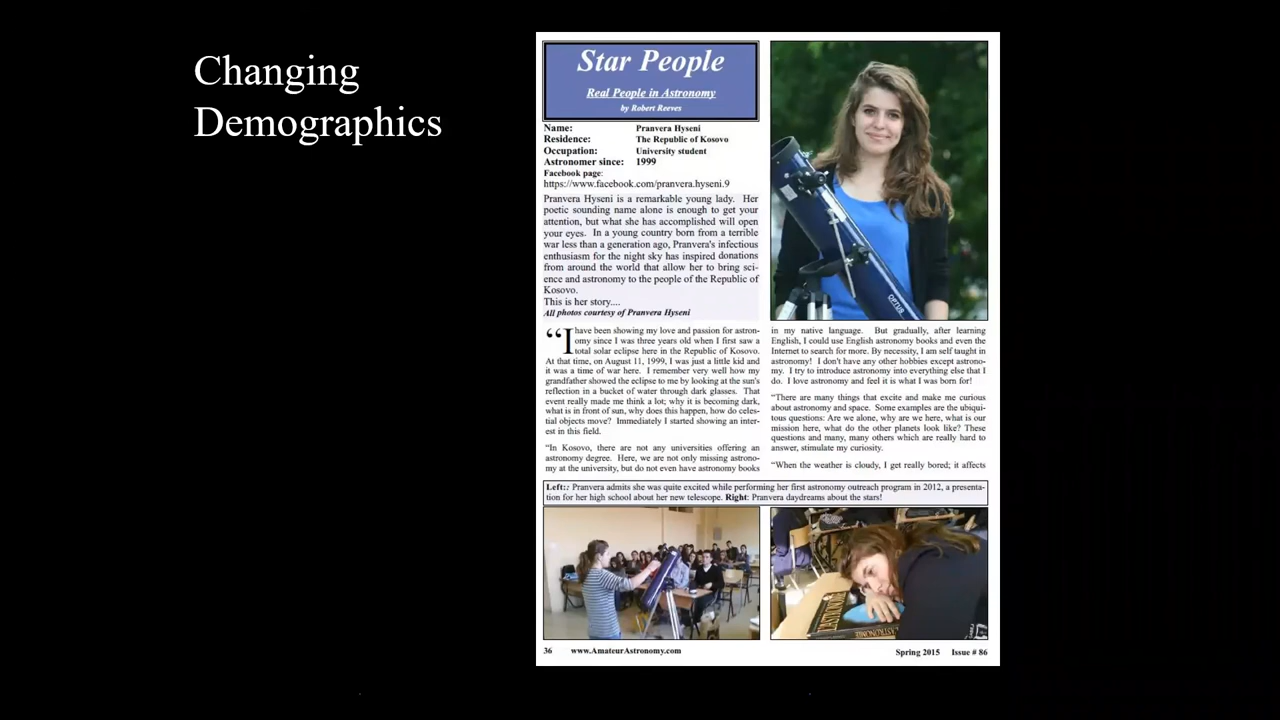 Changing
Demographics
Star People
Real People in Astronomy
by Robert Reeves
Name: Pranvera Hyseni
Residence: The Republic of Kosovo
Occupation: University student
Astronomer since: 1999
Facebook page:
https://www.facebook.com/pranvera.hyseni.9
Pranvera Hyseni is a remarkable young lady. Her
poetic sounding name alone is enough to get your
attention, but what she has accomplished will open
your eyes. In a young country born from a terrible
war less than a generation ago, Pranvera's infectious
enthusiasm for the night sky has inspired donations
from around the world that allow her to bring sci-
ence and astronomy to the people of the Republic of
Kosovo.
This is her story....
All photos courtesy of Pranvera Hyseni
OPTUS
“I have been showing my love and passion for astron-
omy since I was three years old when I first saw a
total solar eclipse here in the Republic of Kosovo.
At that time, on August 11, 1999, I was just a little kid and
it was a time of war here. I remember very well how my
grandfather showed the eclipse to me by looking at the sun's
reflection in a bucket of water through dark glasses. That
event really made me think a lot; why it is becoming dark,
what is in front of sun, why does this happen, how do celes-
tial objects move? Immediately I started showing an inter-
est in this field.
“In Kosovo, there are not any universities offering an
astronomy degree. Here, we are not only missing astrono-
my at the university, but do not even have astronomy books
in my native language. But gradually, after learning
English, I could use English astronomy books and even the
Internet to search for more. By necessity, I am self taught in
astronomy! I don't have any other hobbies except astrono-
my. I try to introduce astronomy into everything else that I
do. I love astronomy and feel it is what I was born for!
“There are many things that excite and make me curious
about astronomy and space. Some examples are the ubiqui-
tous questions: Are we alone, why are we here, what is our
mission here, what do the other planets look like? These
questions and many, many others which are really hard to
answer, stimulate my curiosity.
“When the weather is cloudy, I get really bored; it affects
Left:: Pranvera admits she was quite excited while performing her first astronomy outreach program in 2012, a presenta-
tion for her high school about her new telescope. Right: Pranvera daydreams about the stars!
36 www.AmateurAstronomy.com
Spring 2015 Issue # 86